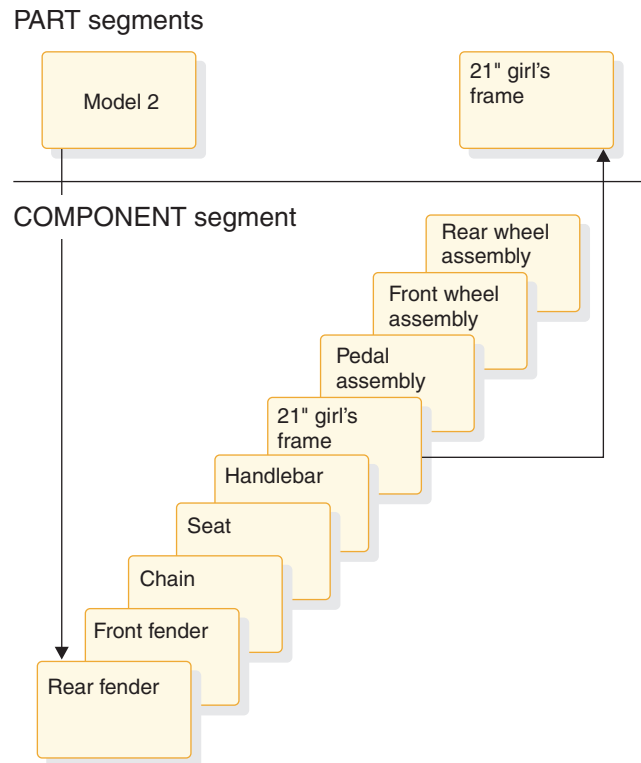 PART segments
Model 2
21" girl's
frame
COMPONENT segment
Rear wheel
assembly
Front wheel
assembly
Pedal
assembly
21" girl's
frame
Handlebar
Seat
Chain
Front fender
Rear fender